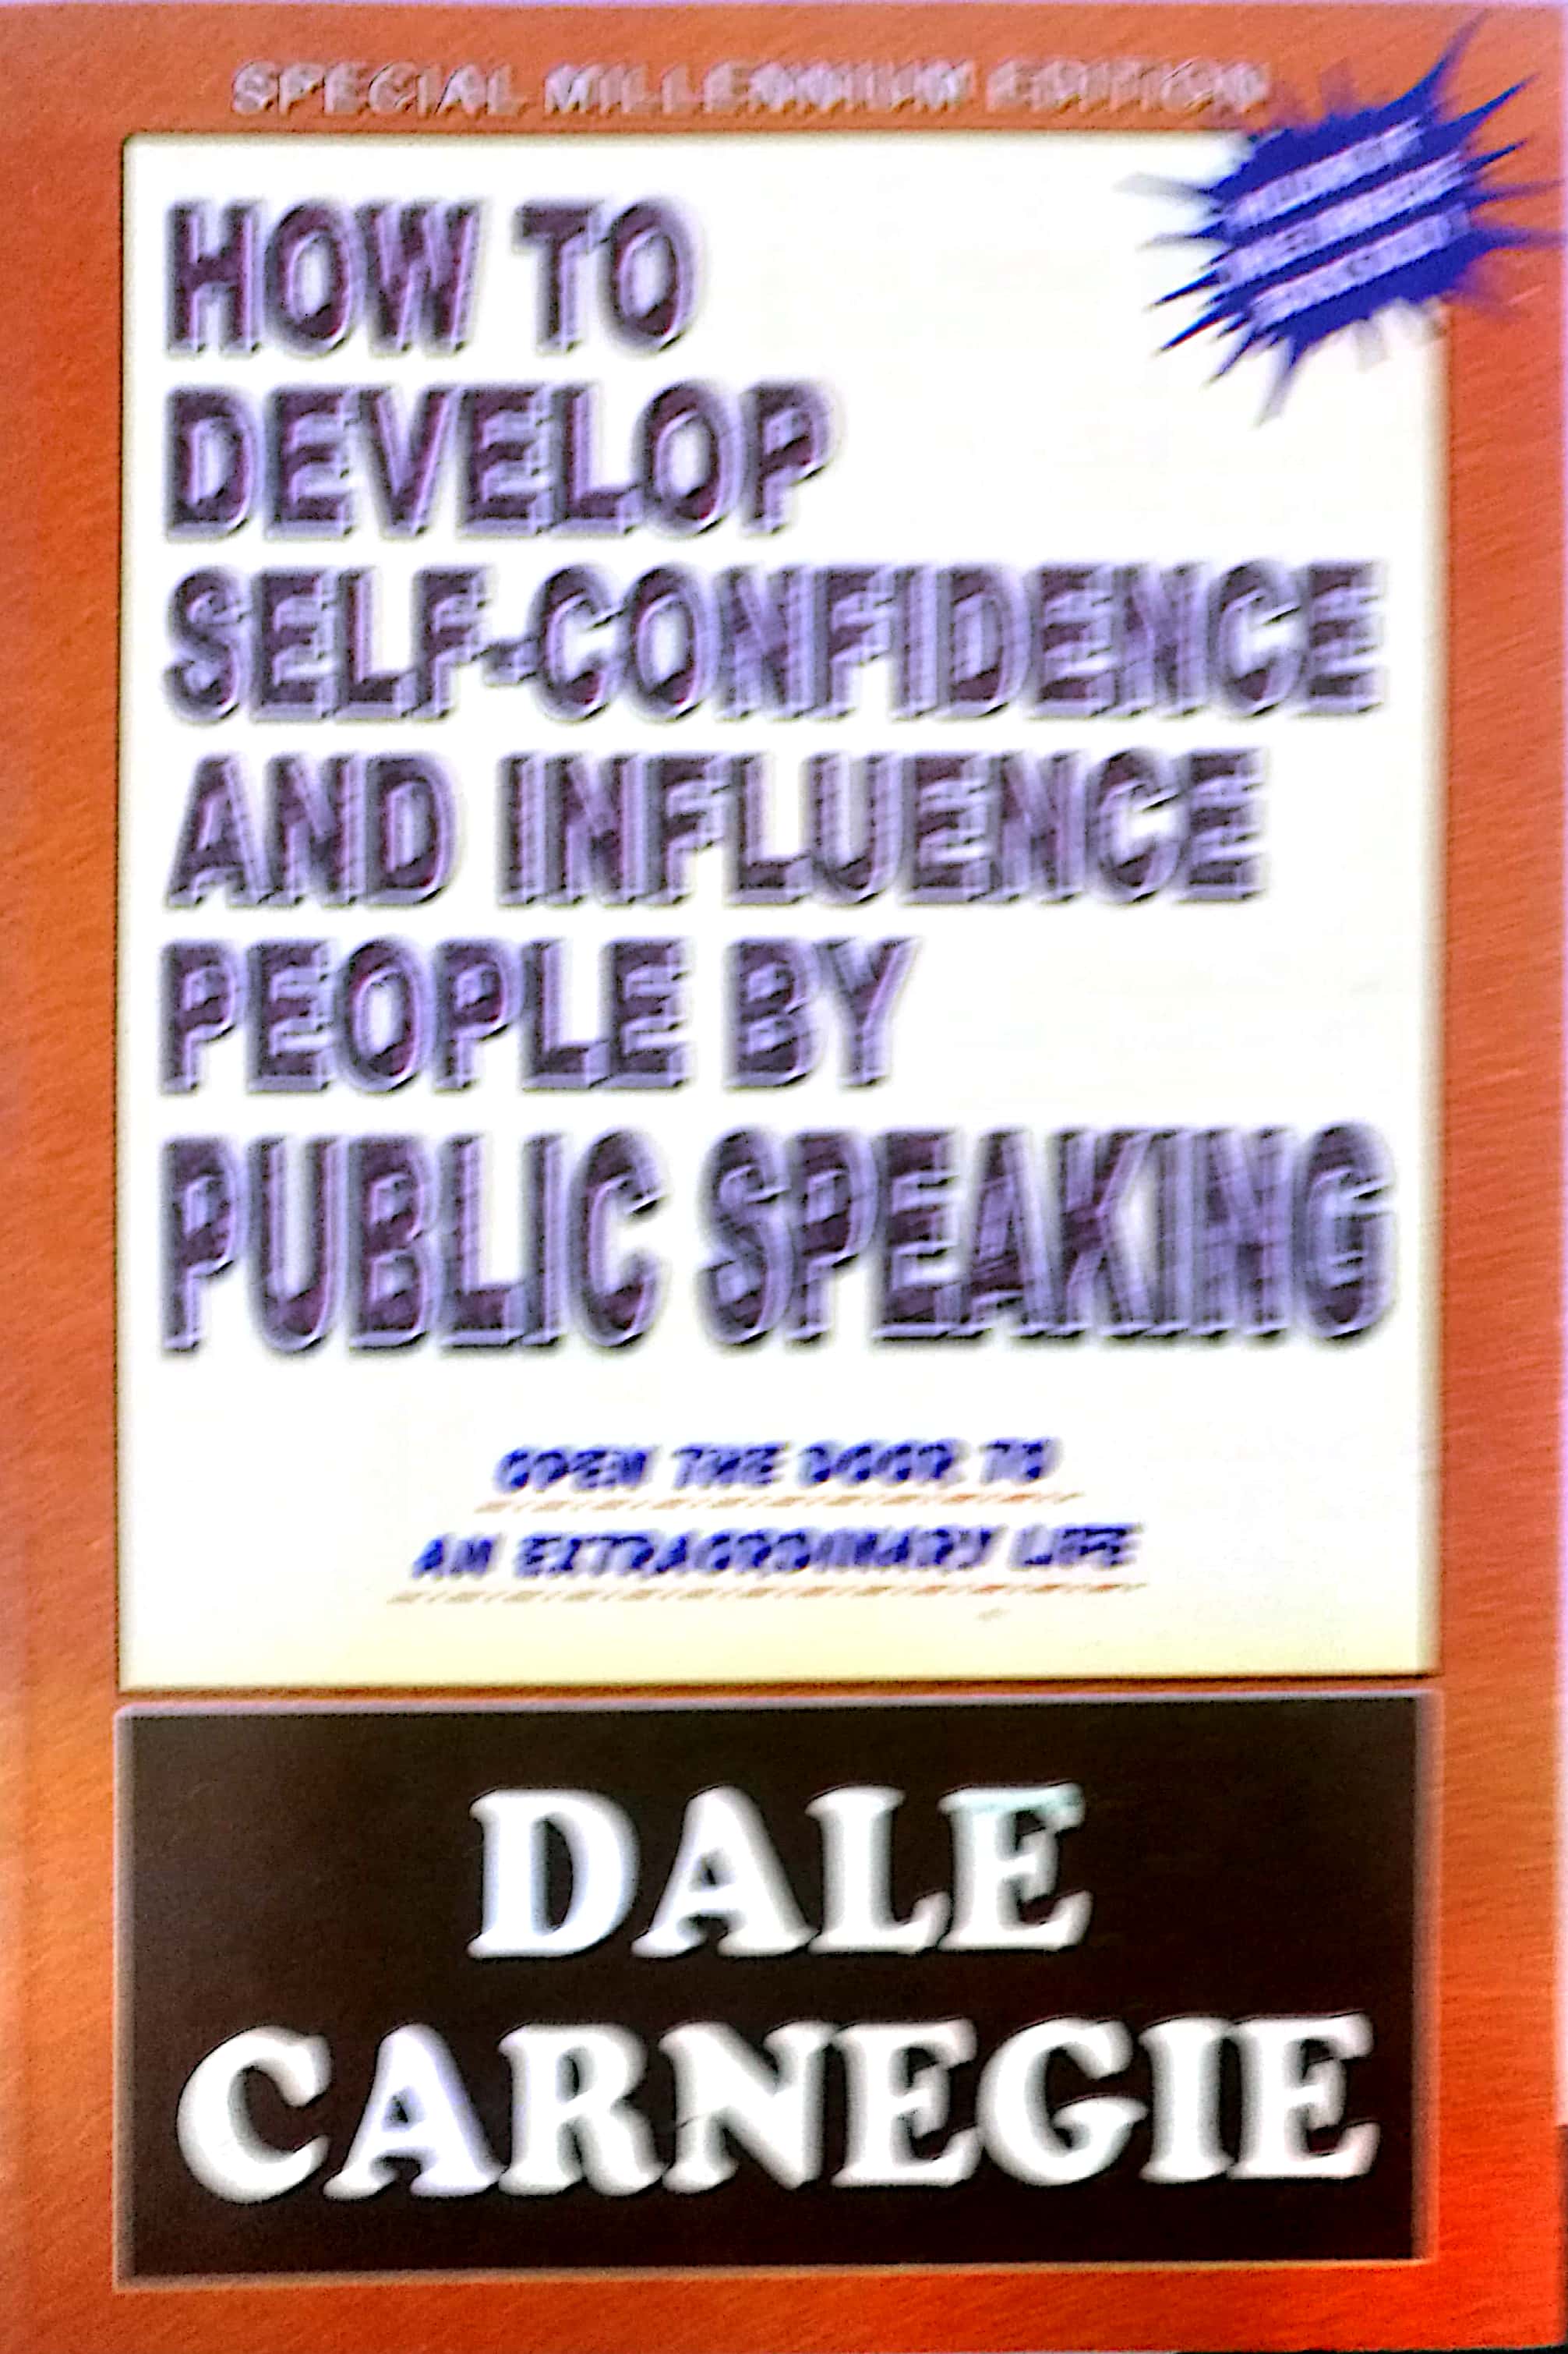 SPECIAL MILLENNIUM EDITION
HOW TO
DEVELOP
SELF-CONFIDENCE
AND INFLUENCE
PEOPLE BY
PUBLIC SPEAKING
OPEN THE DOOR TO
AN EXTRAORDINARY LIFE
DALE
CARNEGIE